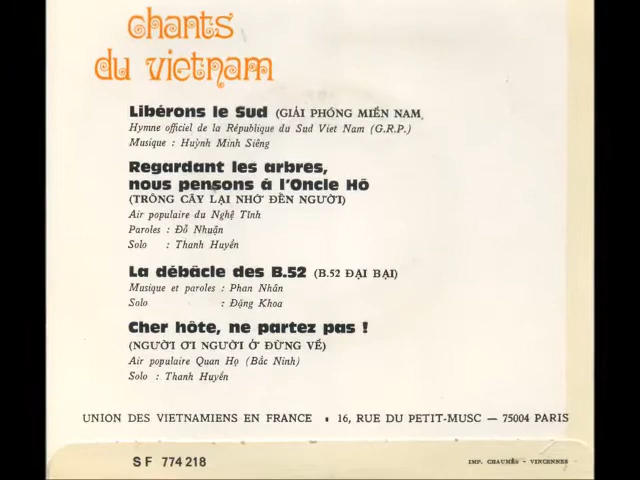 chants
du vietnam
Libérons le Sud (GIẢI PHÓNG MIỀN NAM
Hymne officiel de la République du Sud Viet Nam (G.R.P.)
Musique : Huỳnh Minh Siêng
Regardant les arbres,
nous pensons à l'Oncle Hô
(TRÔNG CÂY LẠI NHỚ ĐẾN NGƯỜI)
Air populaire du Nghệ Tĩnh
Paroles : Đỗ Nhuận
Solo : Thanh Huyền
La débâcle des B.52 (B.52 ĐẠI BẠI)
Musique et paroles : Phan Nhân
Solo : Đặng Khoa
Cher hôte, ne partez pas !
(NGƯỜI ƠI NGƯỜI Ở ĐỪNG VỀ)
Air populaire Quan Họ (Bắc Ninh)
Solo : Thanh Huyền
UNION DES VIETNAMIENS EN FRANCE • 16, RUE DU PETIT-MUSC — 75004 PARIS
SF 774218
IMP. CHAUMÈS - VINCENNES